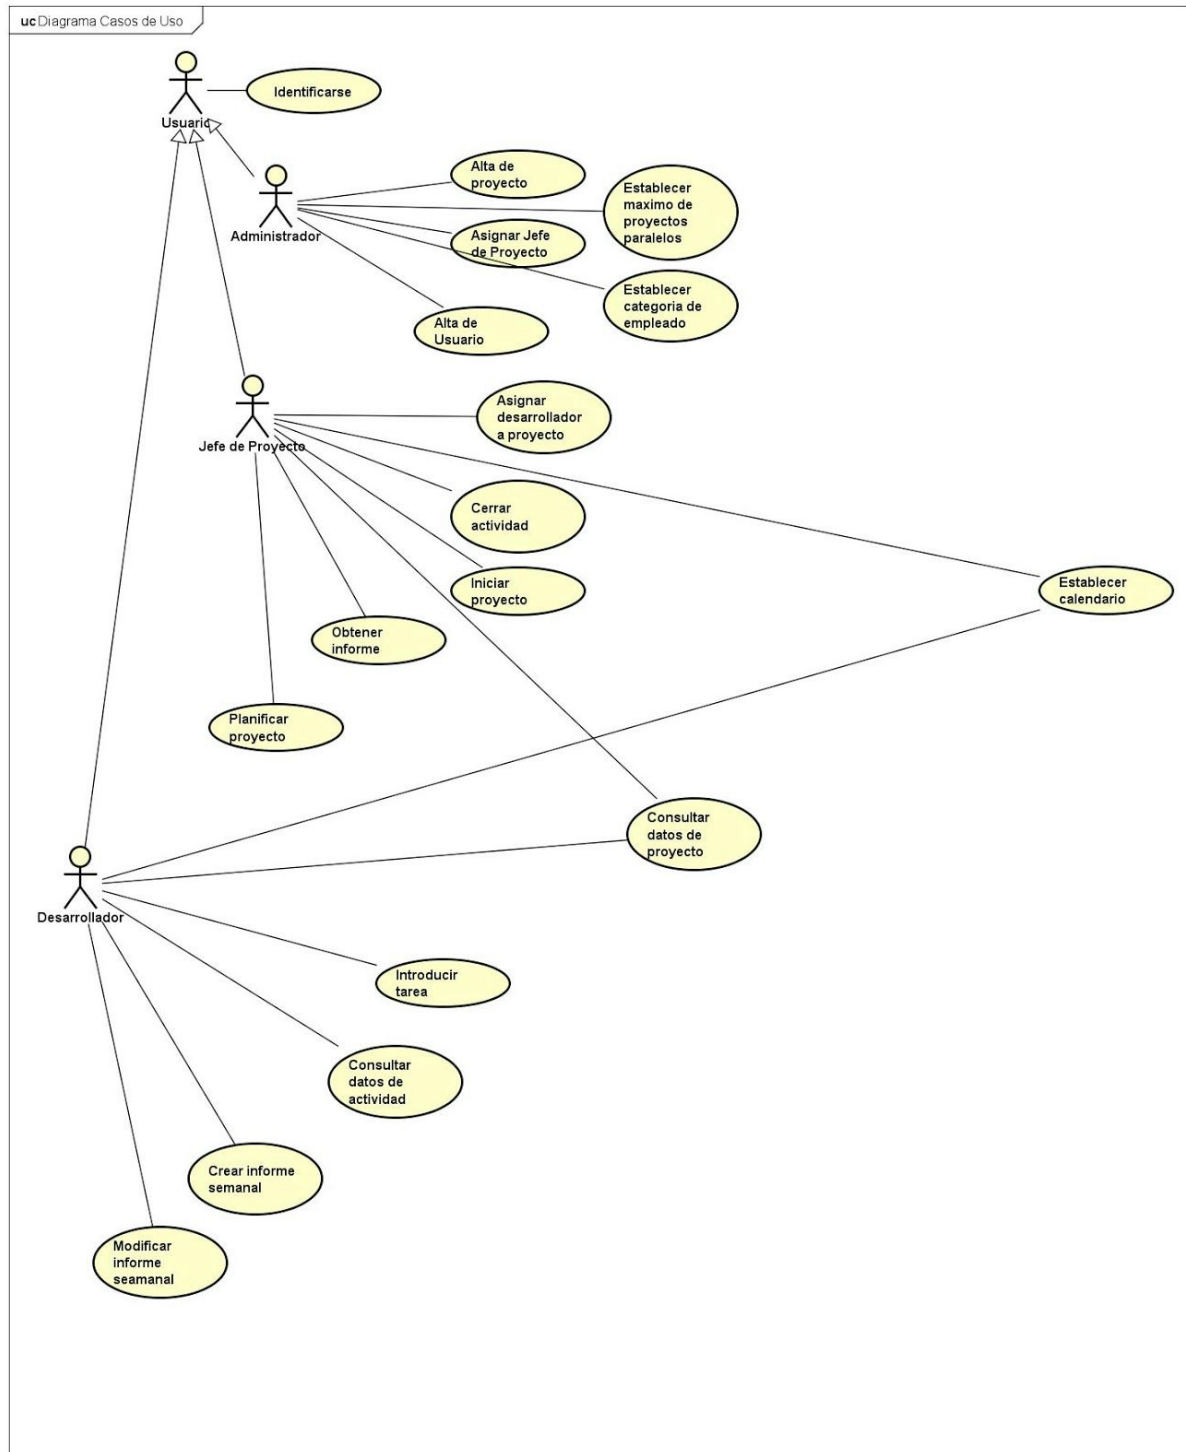 uc Diagrama Casos de Uso
Identificarse
Usuario
Alta de
proyecto
Establecer
maximo de
proyectos
paralelos
Administrador
Asignar Jefe
de Proyecto
Establecer
categoria de
empleado
Alta de
Usuario
Asignar
desarrollador
a proyecto
Jefe de Proyecto
Cerrar
actividad
Iniciar
proyecto
Establecer
calendario
Obtener
informe
Planificar
proyecto
Consultar
datos de
proyecto
Desarrollador
Introducir
tarea
Consultar
datos de
actividad
Crear informe
semanal
Modificar
informe
seamanal